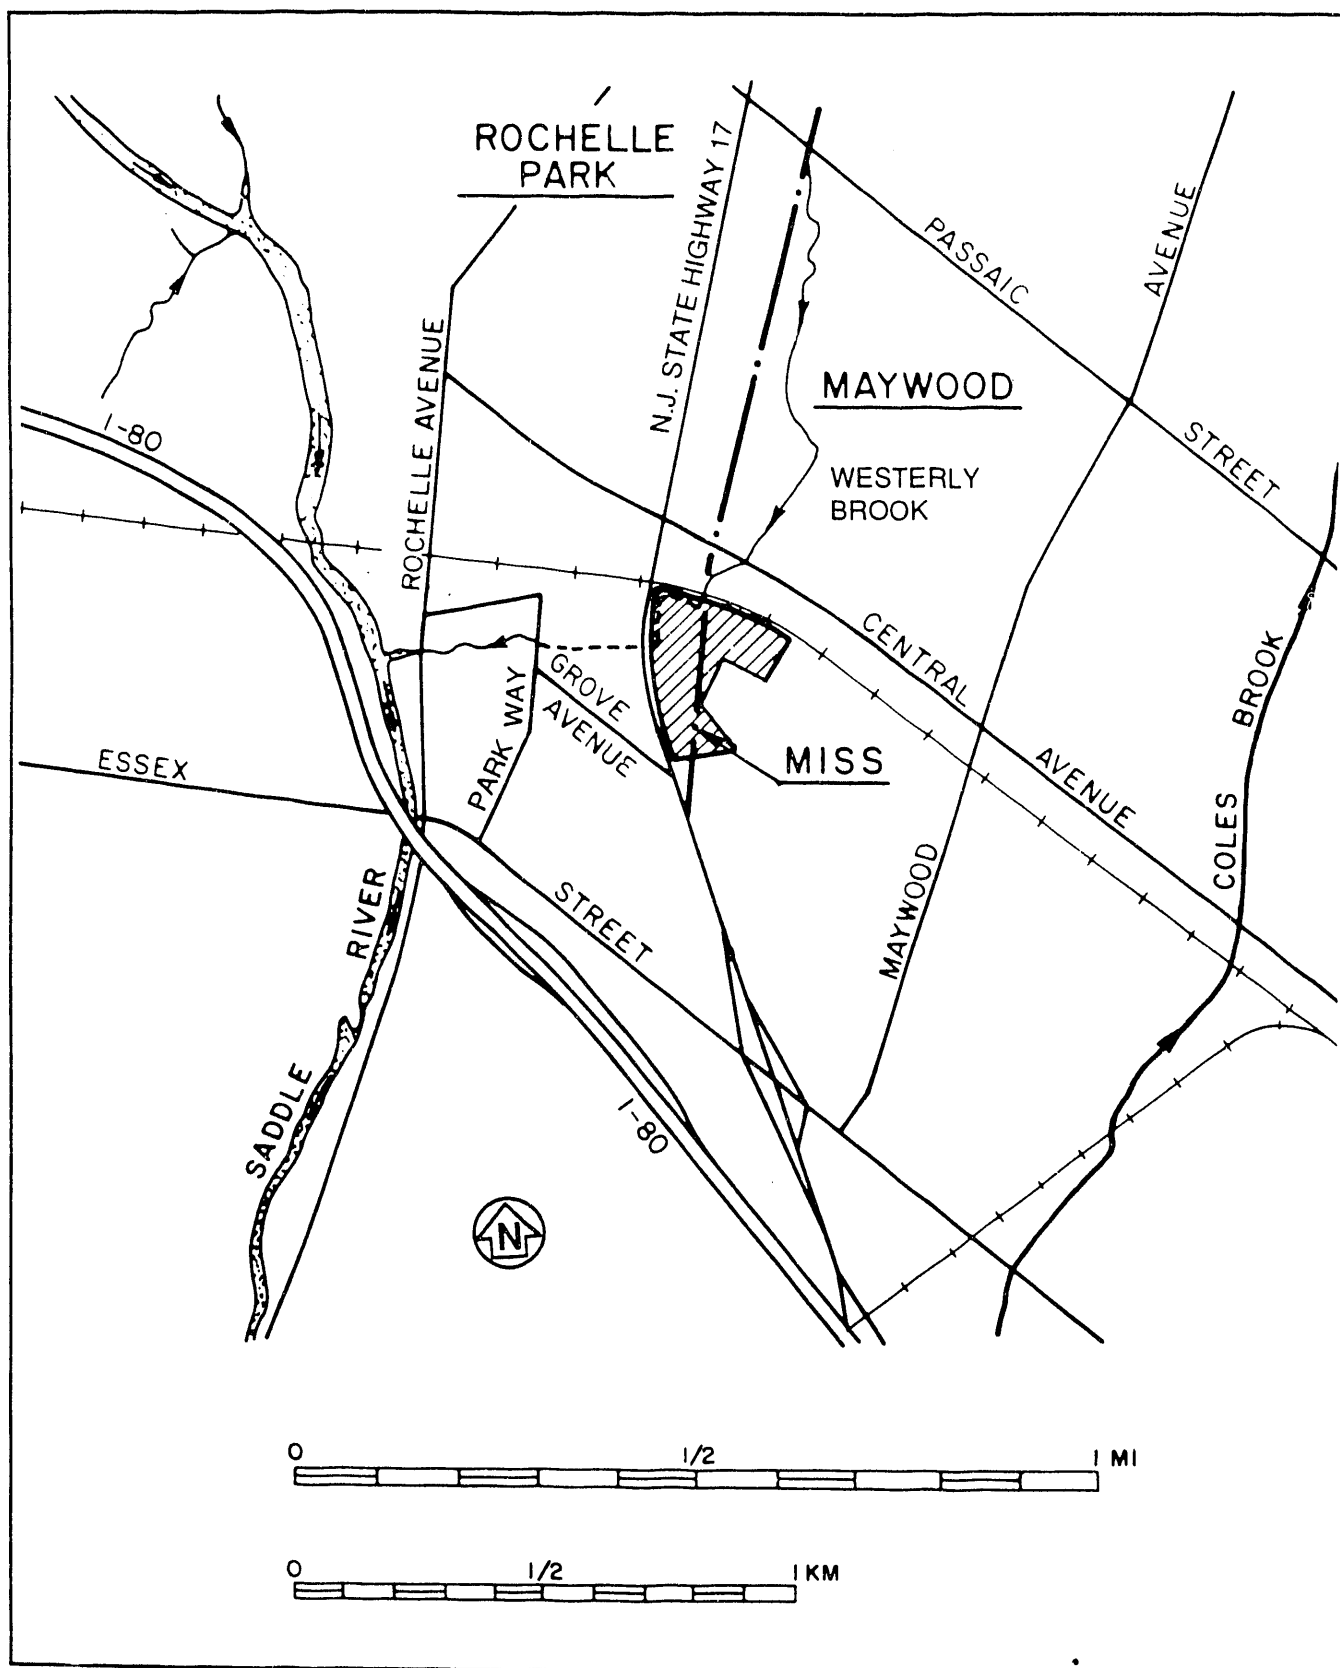 ROCHELLE
PARK
N.J. STATE HIGHWAY 17
PASSAIC
STREET
AVENUE
MAYWOOD
ROCHELLE AVENUE
I-80
MAYWOOD
WESTERLY
BROOK
CENTRAL
AVENUE
GROVE
AVENUE
PARK WAY
COLES
BROOK
ESSEX
STREET
MISS
SADDLE
RIVER
I-80
N
0
1/2
1 MI
0
1/2
1 KM